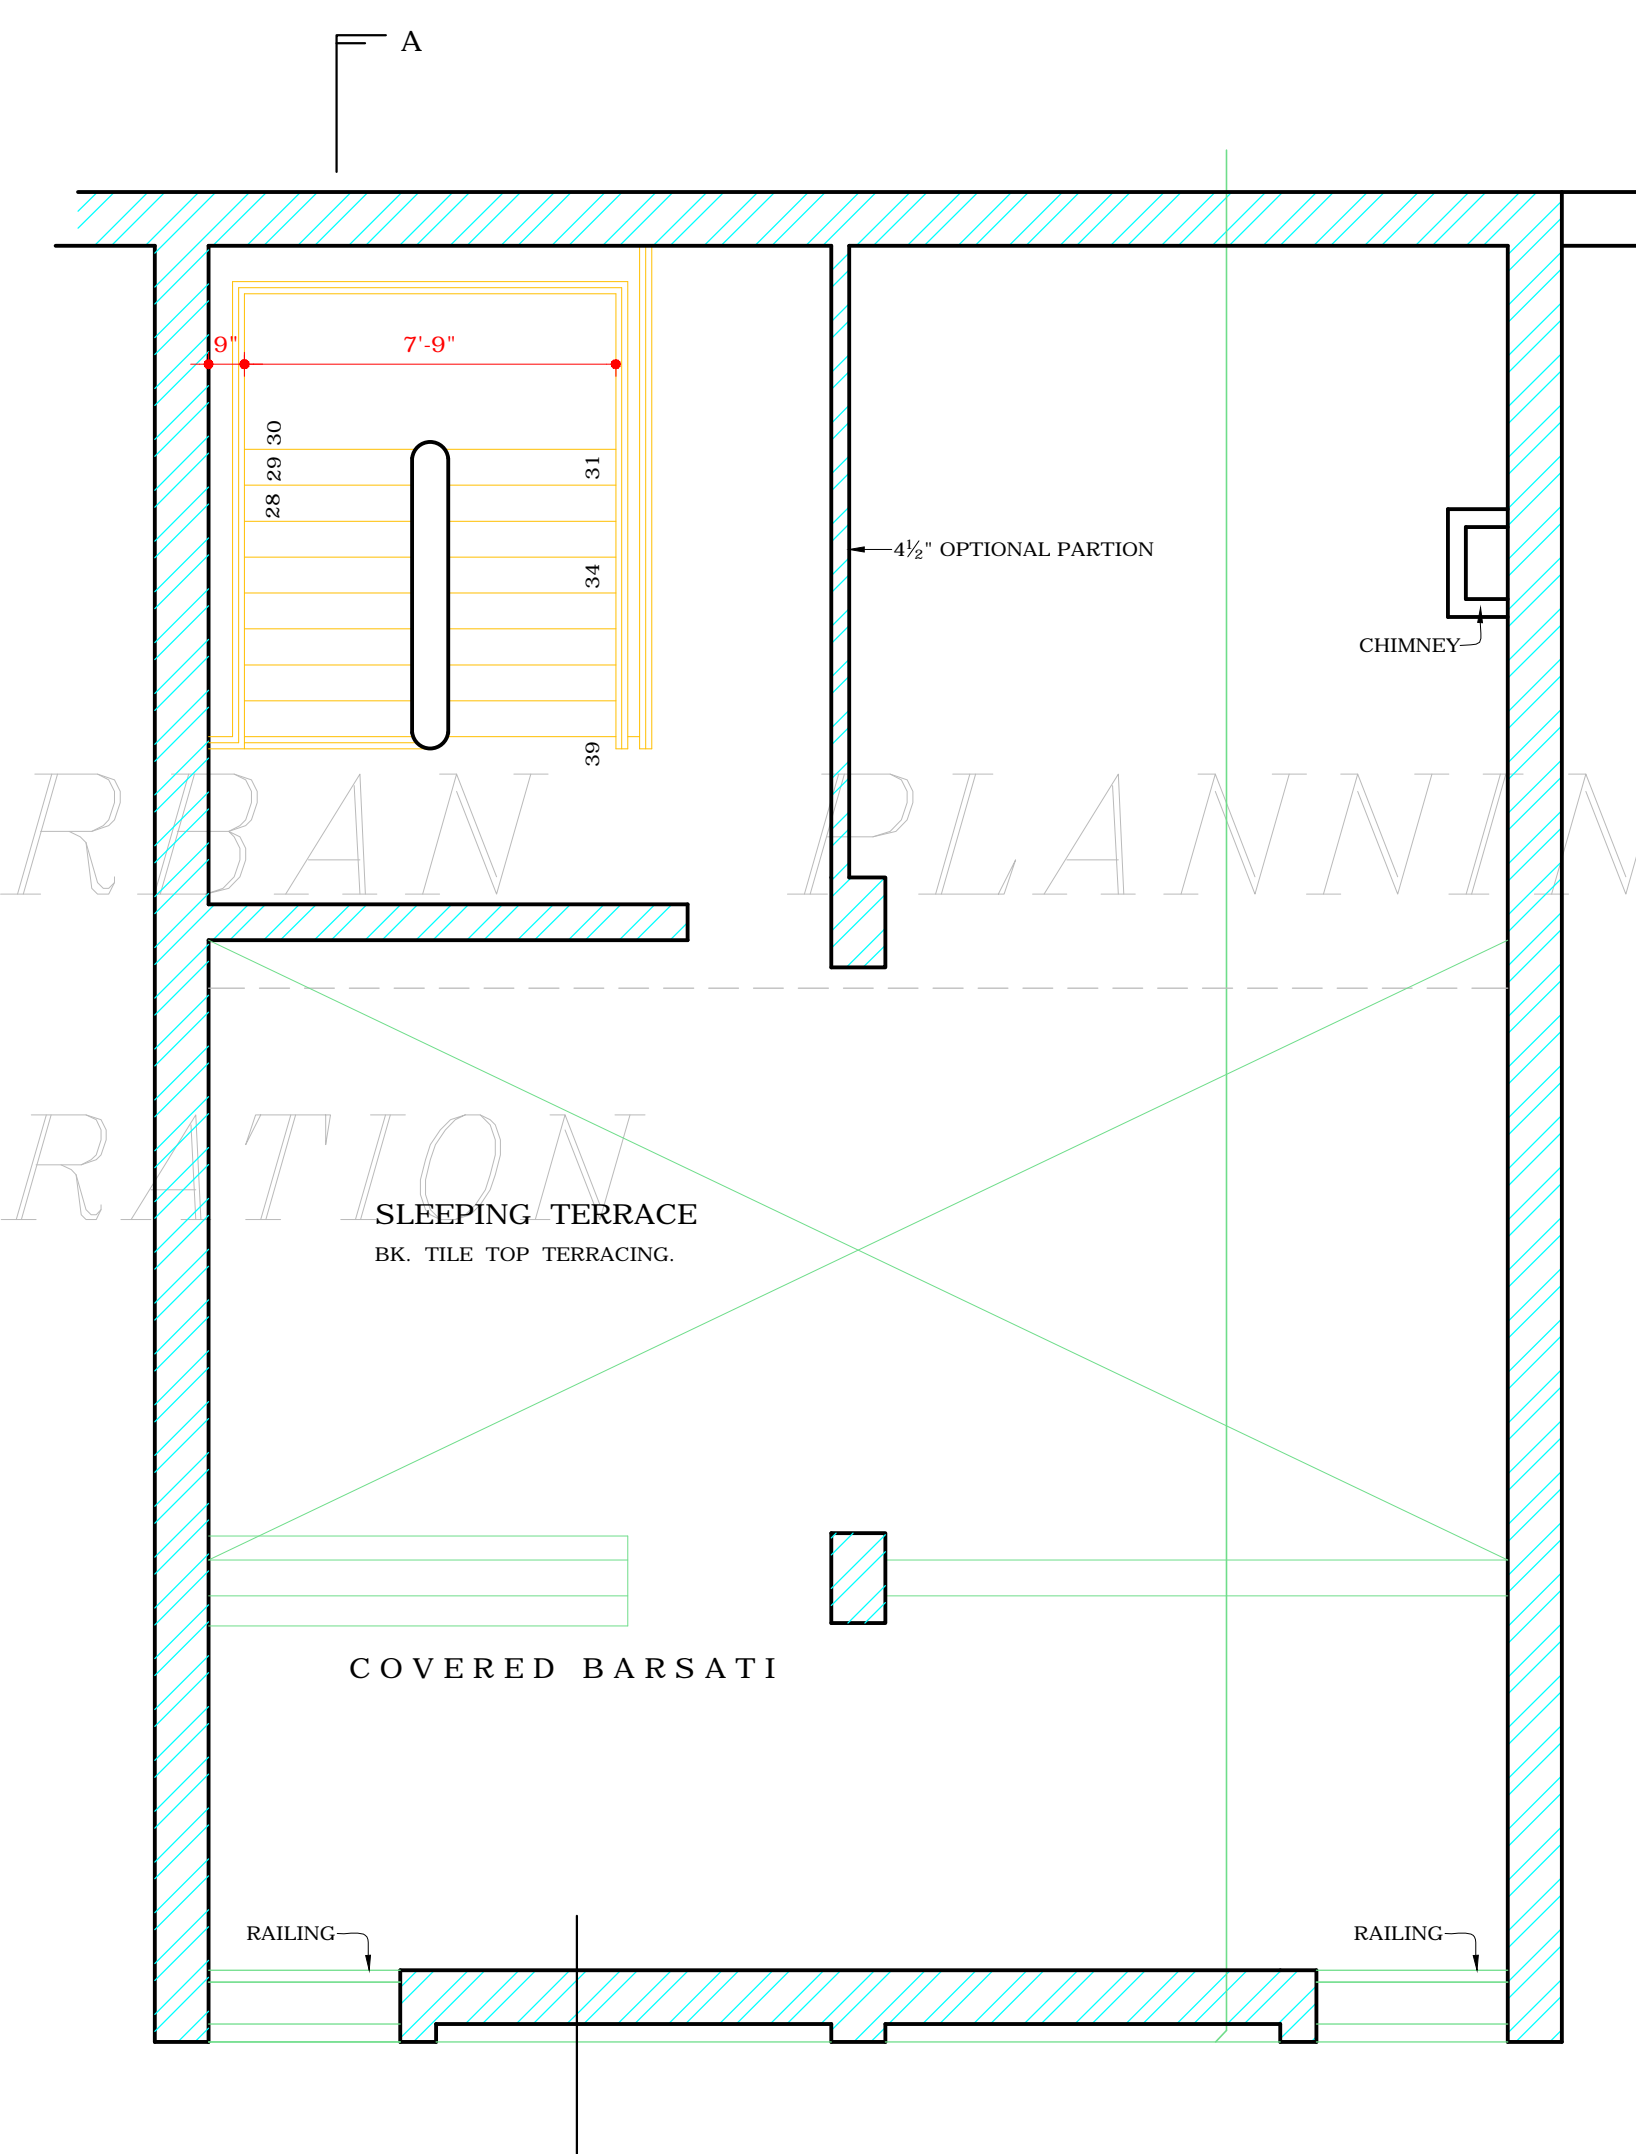 A
9" 7'-9"
30
29
28
31
34
39
4½" OPTIONAL PARTION
CHIMNEY
RBAN PLANNIN
RATION
SLEEPING TERRACE
BK. TILE TOP TERRACING.
COVERED BARSATI
RAILING
RAILING